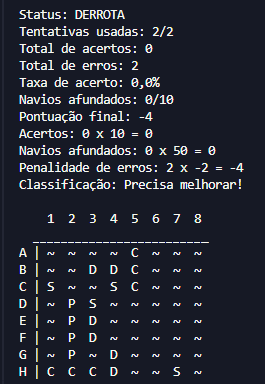 Status: DERROTA
Tentativas usadas: 2/2
Total de acertos: 0
Total de erros: 2
Taxa de acerto: 0,0%
Navios afundados: 0/10
Pontuação final: -4
Acertos: 0 x 10 = 0
Navios afundados: 0 x 50 = 0
Penalidade de erros: 2 x -2 = -4
Classificação: Precisa melhorar!
1 2 3 4 5 6 7 8
A | ~ ~ ~ ~ C ~ ~ ~
B | ~ ~ D D C ~ ~ ~
C | S ~ ~ S C ~ ~ ~
D | ~ P S ~ ~ ~ ~ ~
E | ~ P D ~ ~ ~ ~ ~
F | ~ P D ~ ~ ~ ~ ~
G | ~ P ~ D ~ ~ ~ ~
H | C C C D ~ ~ S ~